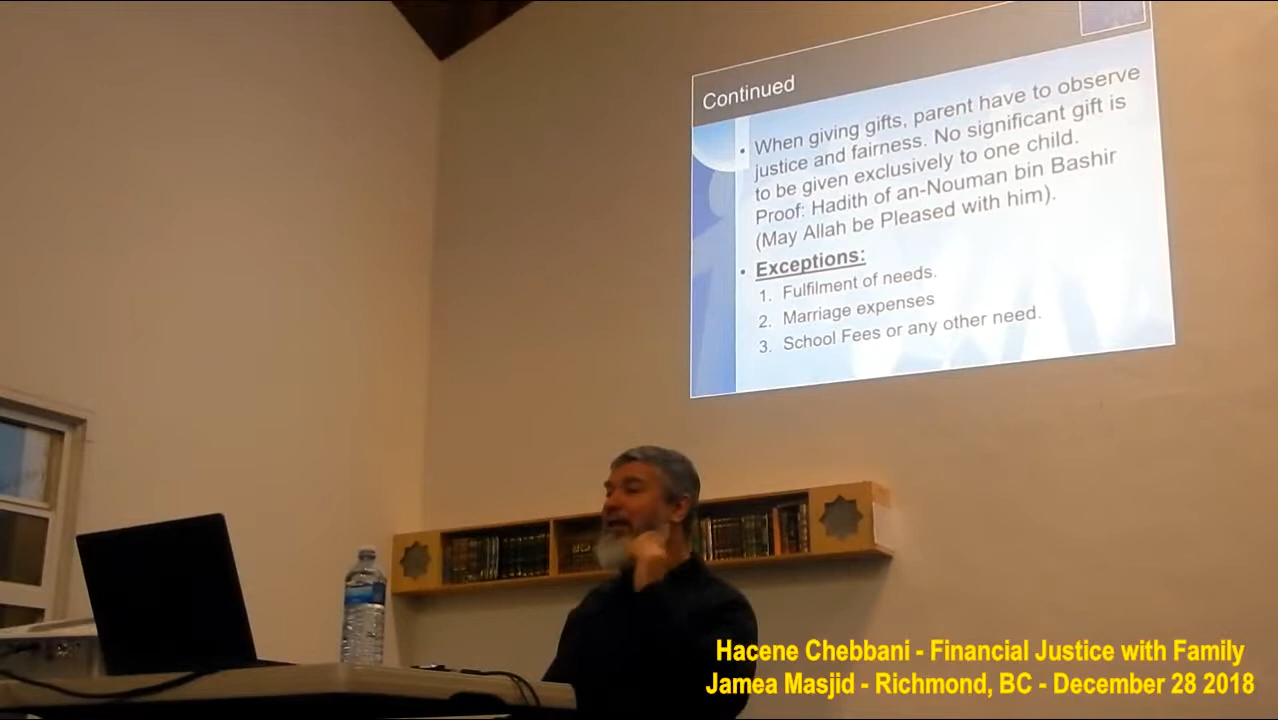 Continued
• When giving gifts, parent have to observe
justice and fairness. No significant gift is
to be given exclusively to one child.
Proof: Hadith of an-Nouman bin Bashir
(May Allah be Pleased with him).
• Exceptions:
1. Fulfilment of needs.
2. Marriage expenses
3. School Fees or any other need.
Hacene Chebbani - Financial Justice with Family
Jamea Masjid - Richmond, BC - December 28 2018